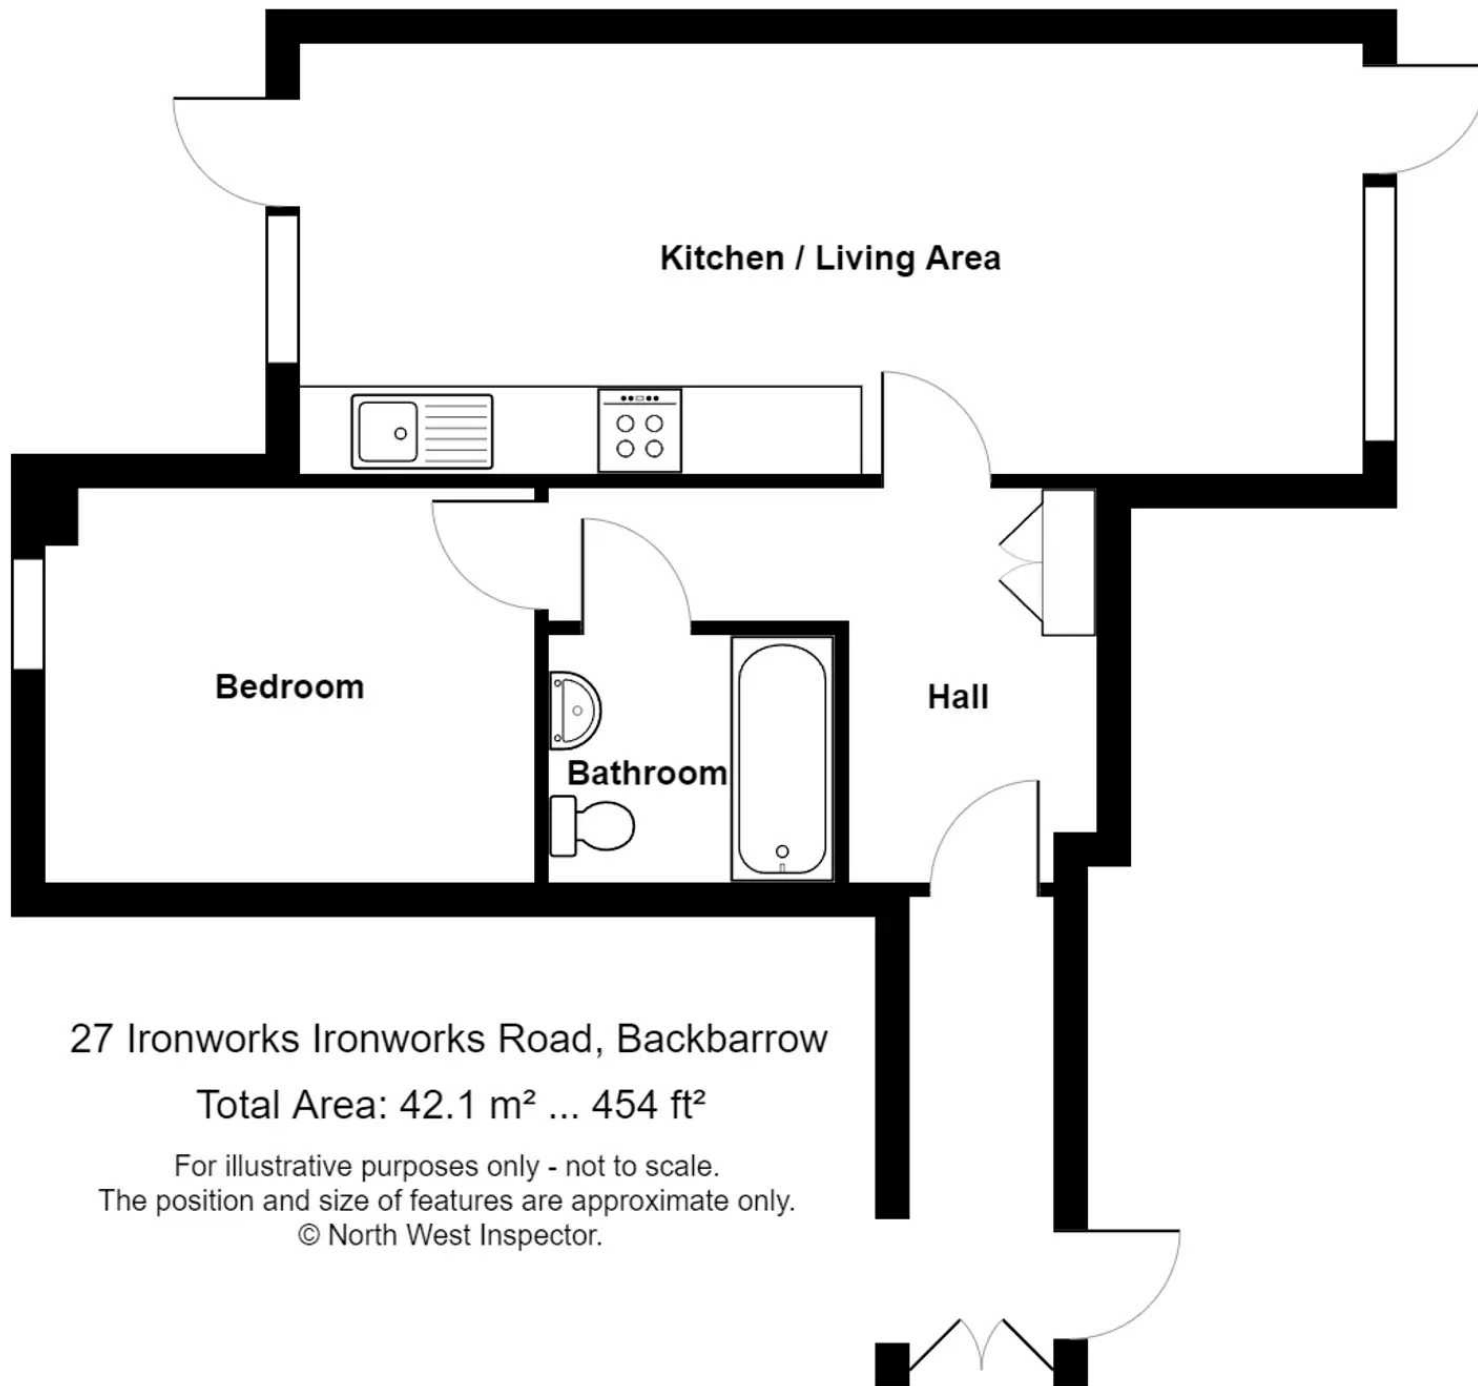 Kitchen / Living Area
Bedroom
Hall
Bathroom
27 Ironworks Ironworks Road, Backbarrow
Total Area: 42.1 m² ... 454 ft²
For illustrative purposes only - not to scale.
The position and size of features are approximate only.
© North West Inspector.